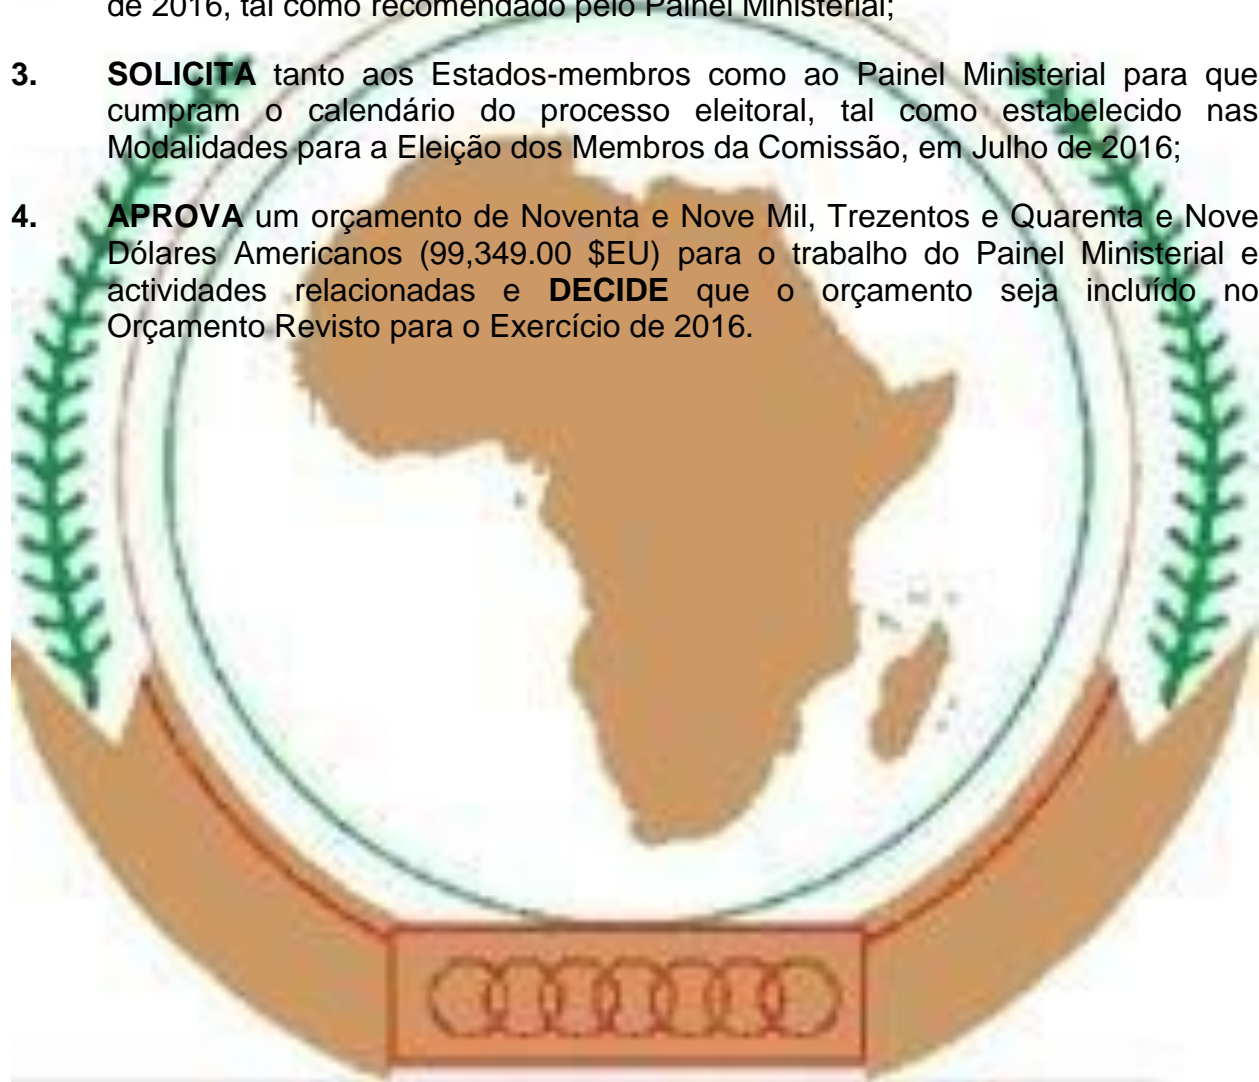 de 2016, tal como recomendado pelo Painel Ministerial;
3. SOLICITA tanto aos Estados-membros como ao Painel Ministerial para que
cumpram o calendário do processo eleitoral, tal como estabelecido nas
Modalidades para a Eleição dos Membros da Comissão, em Julho de 2016;
4. APROVA um orçamento de Noventa e Nove Mil, Trezentos e Quarenta e Nove
Dólares Americanos (99,349.00 $EU) para o trabalho do Painel Ministerial e
actividades relacionadas e DECIDE que o orçamento seja incluído no
Orçamento Revisto para o Exercício de 2016.